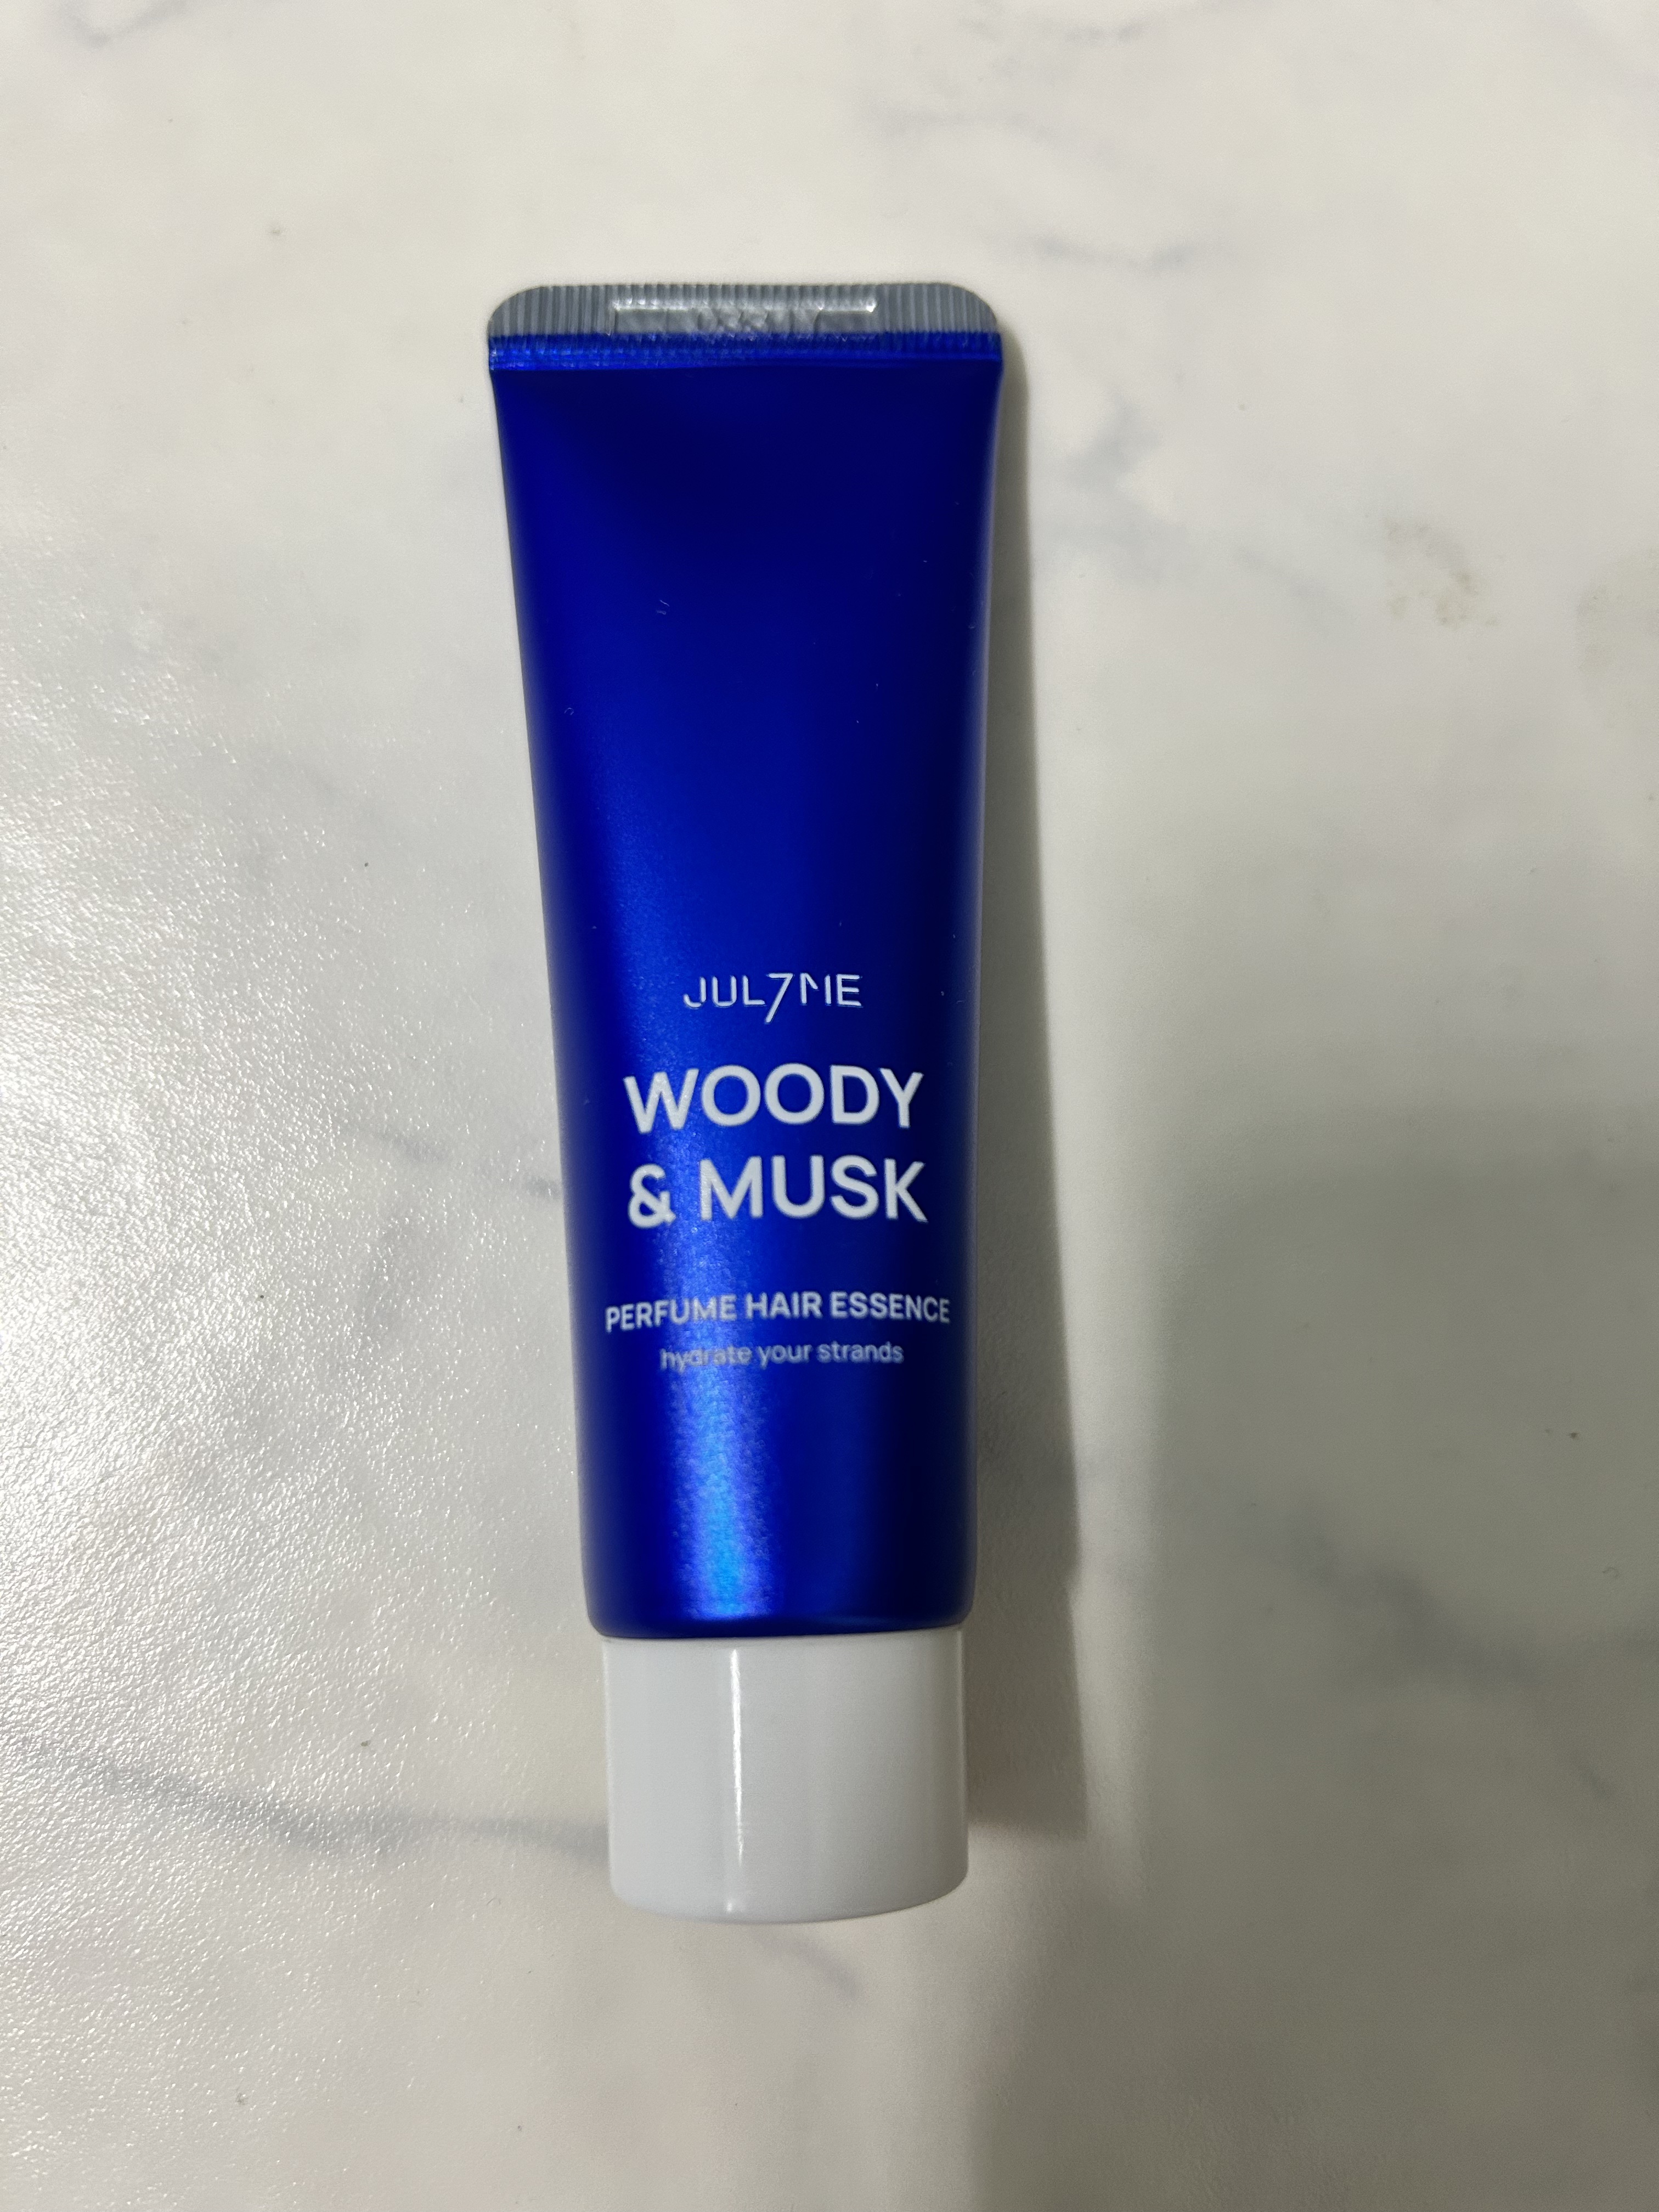 JUL7ME
WOODY
& MUSK
PERFUME HAIR ESSENCE
hydrate your strands